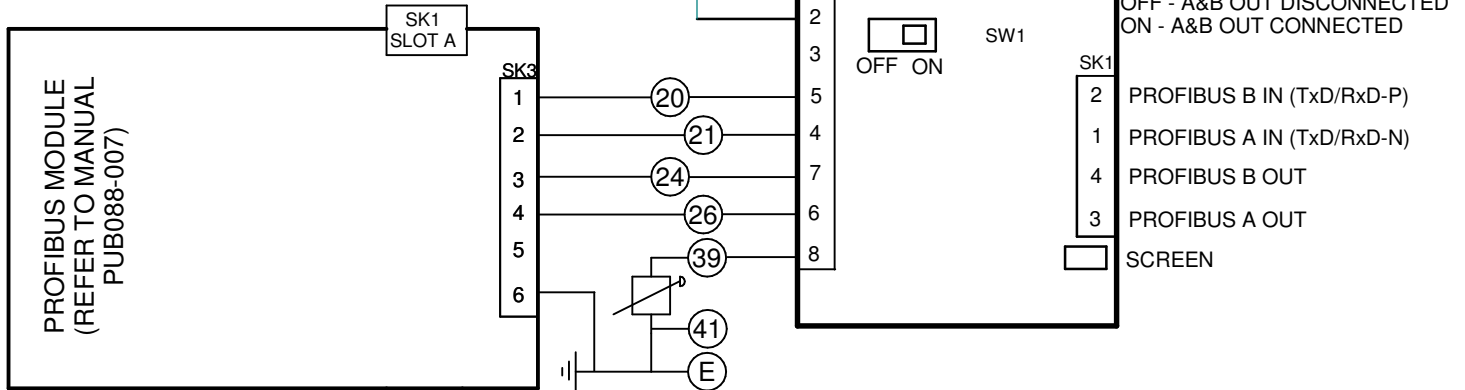 SK1
SLOT A
PROFIBUS MODULE
(REFER TO MANUAL
PUB088-007)
SK3
1
2
3
4
5
6
20
21
24
26
39
41
E
2
3
5
4
7
6
8
OFF ON
SW1
OFF - A&B OUT DISCONNECTED
ON - A&B OUT CONNECTED
SK1
2 PROFIBUS B IN (TxD/RxD-P)
1 PROFIBUS A IN (TxD/RxD-N)
4 PROFIBUS B OUT
3 PROFIBUS A OUT
SCREEN